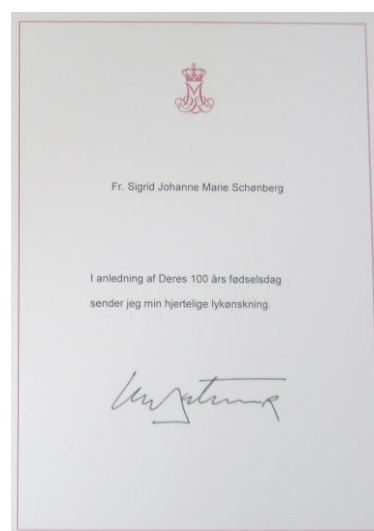 Fr. Sigrid Johanne Marie Schønberg
I anledning af Deres 100 års fødselsdag
sender jeg min hjertelige lykønskning.